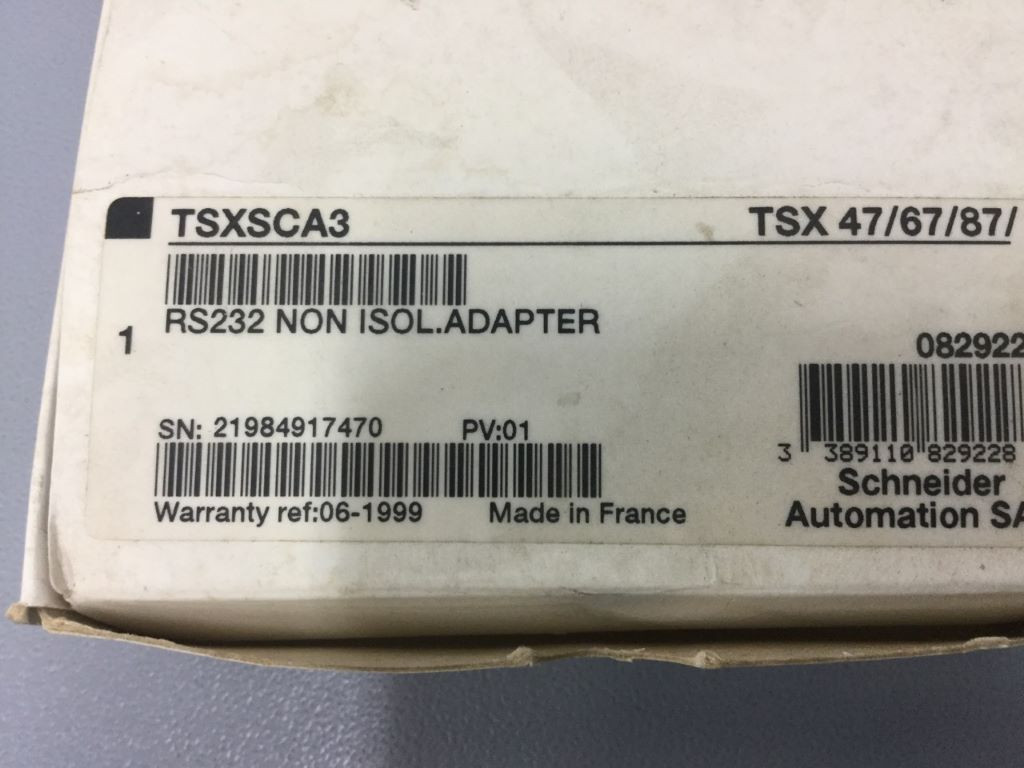 TSXSCA3 TSX 47/67/87/
RS232 NON ISOL.ADAPTER
1
082922
SN: 21984917470 PV:01
3 389110 829228
Schneider
Warranty ref:06-1999 Made in France Automation SA